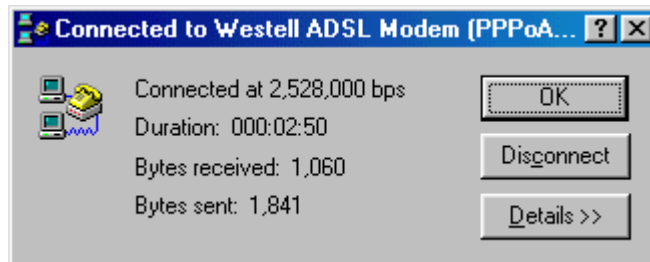 Connected to Westell ADSL Modem (PPPoA...
Connected at 2,528,000 bps
Duration: 000:02:50
Bytes received: 1,060
Bytes sent: 1,841
OK
Disconnect
Details >>